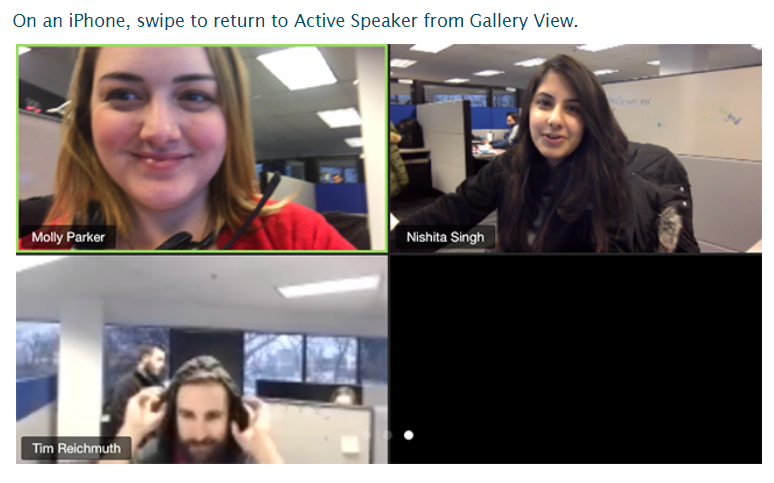 On an iPhone, swipe to return to Active Speaker from Gallery View.
Molly Parker
Nishita Singh
Tim Reichmuth